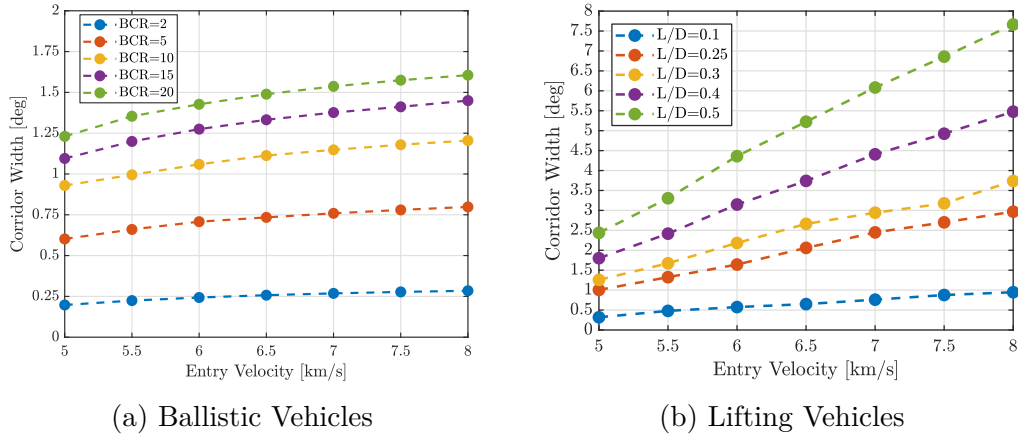 2
1.75
1.5
1.25
1
0.75
0.5
0.25
0
Corridor Width [deg]
BCR=2
BCR=5
BCR=10
BCR=15
BCR=20
5 5.5 6 6.5 7 7.5 8
Entry Velocity [km/s]
(a) Ballistic Vehicles
8
7.5
7
6.5
6
5.5
5
4.5
4
3.5
3
2.5
2
1.5
1
0.5
0
Corridor Width [deg]
L/D=0.1
L/D=0.25
L/D=0.3
L/D=0.4
L/D=0.5
5 5.5 6 6.5 7 7.5 8
Entry Velocity [km/s]
(b) Lifting Vehicles